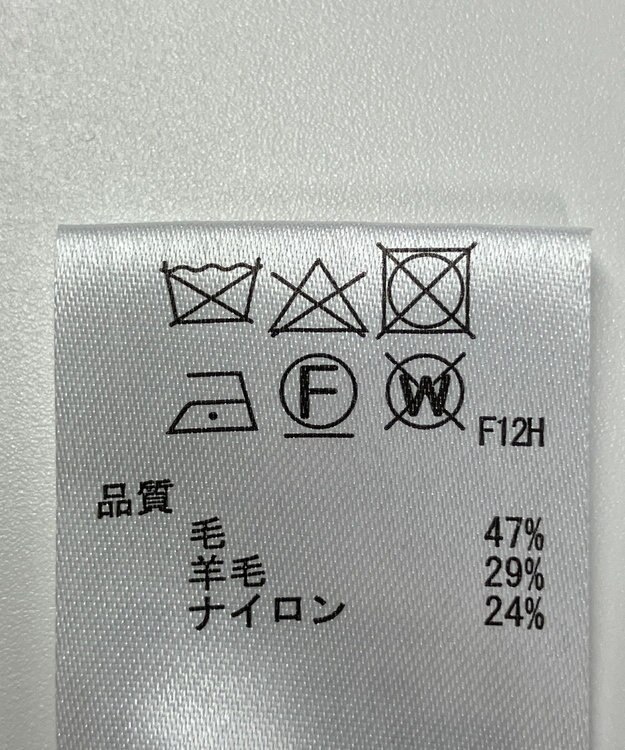 F W F12H
品質
毛 47%
羊毛 29%
ナイロン 24%